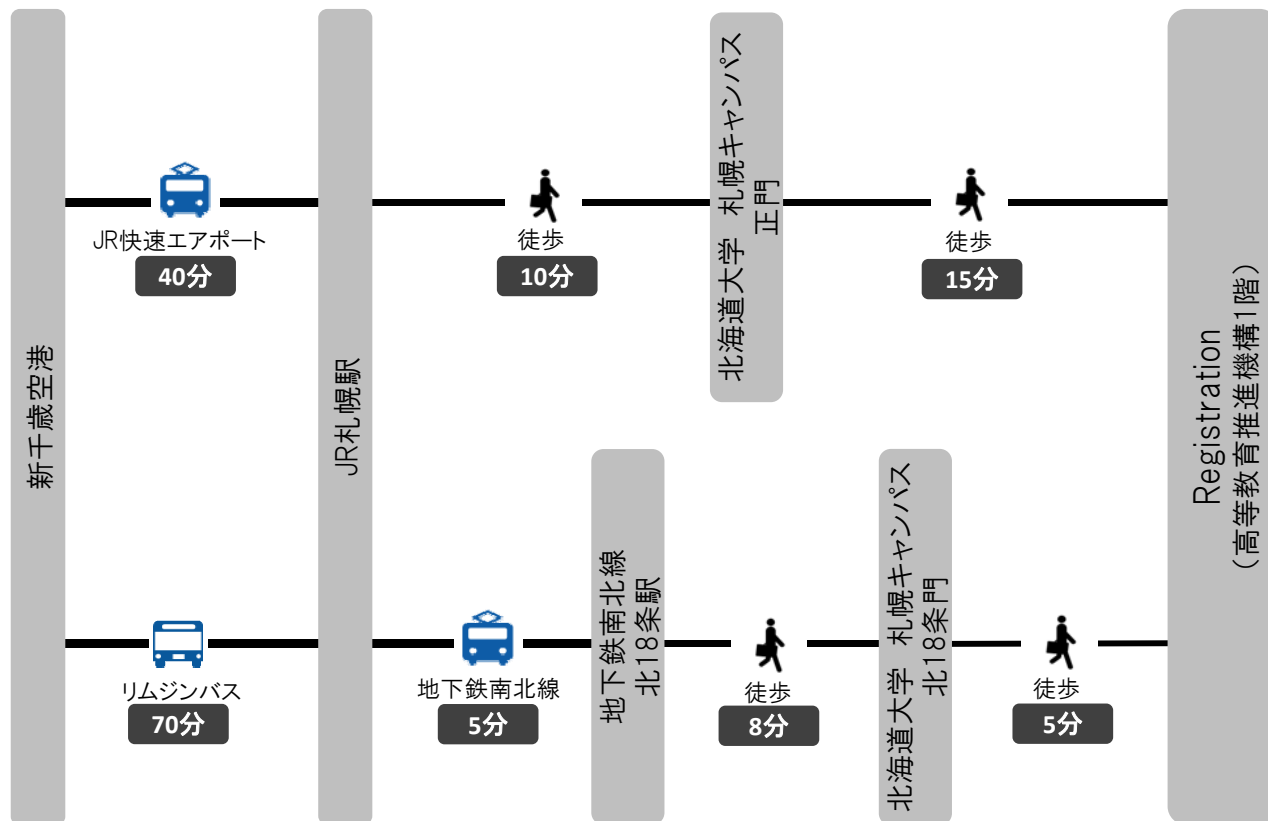 新千歳空港
JR快速エアポート
40分
リムジンバス
70分
JR札幌駅
徒歩
10分
北海道大学 札幌キャンパス
正門
徒歩
15分
地下鉄南北線
5分
地下鉄南北線
北18条駅
徒歩
8分
北海道大学 札幌キャンパス
北18条門
徒歩
5分
Registration
(高等教育推進機構1階)